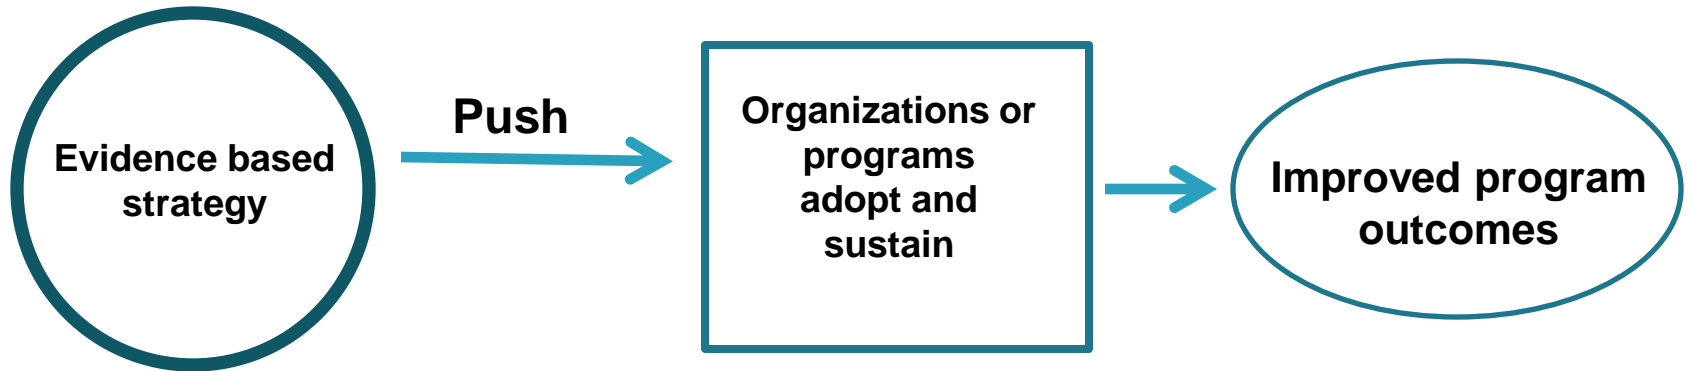 Evidence based
strategy
Push
Organizations or
programs
adopt and
sustain
Improved program
outcomes